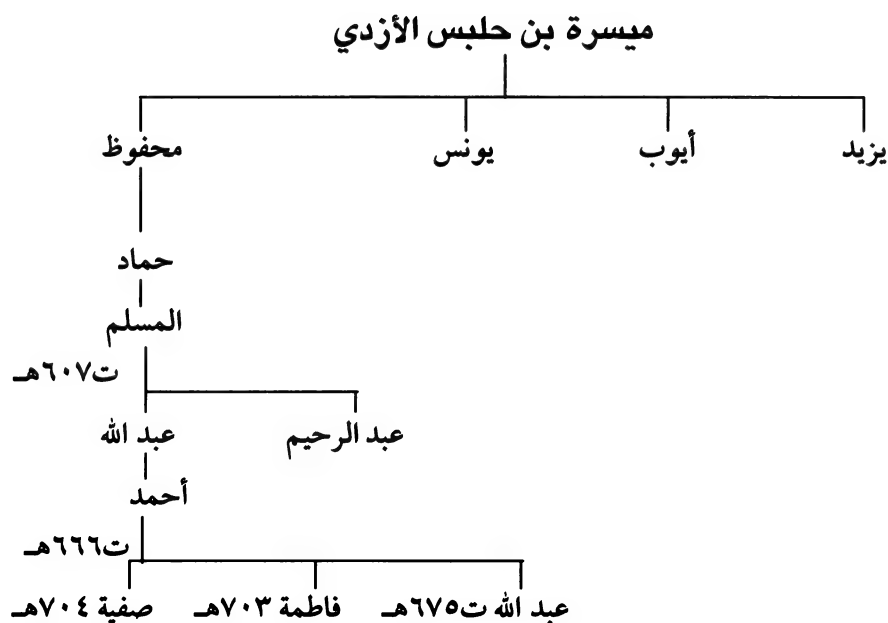 ميسرة بن حلبس الأزدي
يزيد أيوب يونس محفوظ
حماد
المسلم
ت٦٠٧هـ
عبد الرحيم عبد الله
أحمد
ت٦٦٦هـ
عبد الله ت٦٧٥هـ فاطمة ٧٠٣هـ صفية ٧٠٤هـ